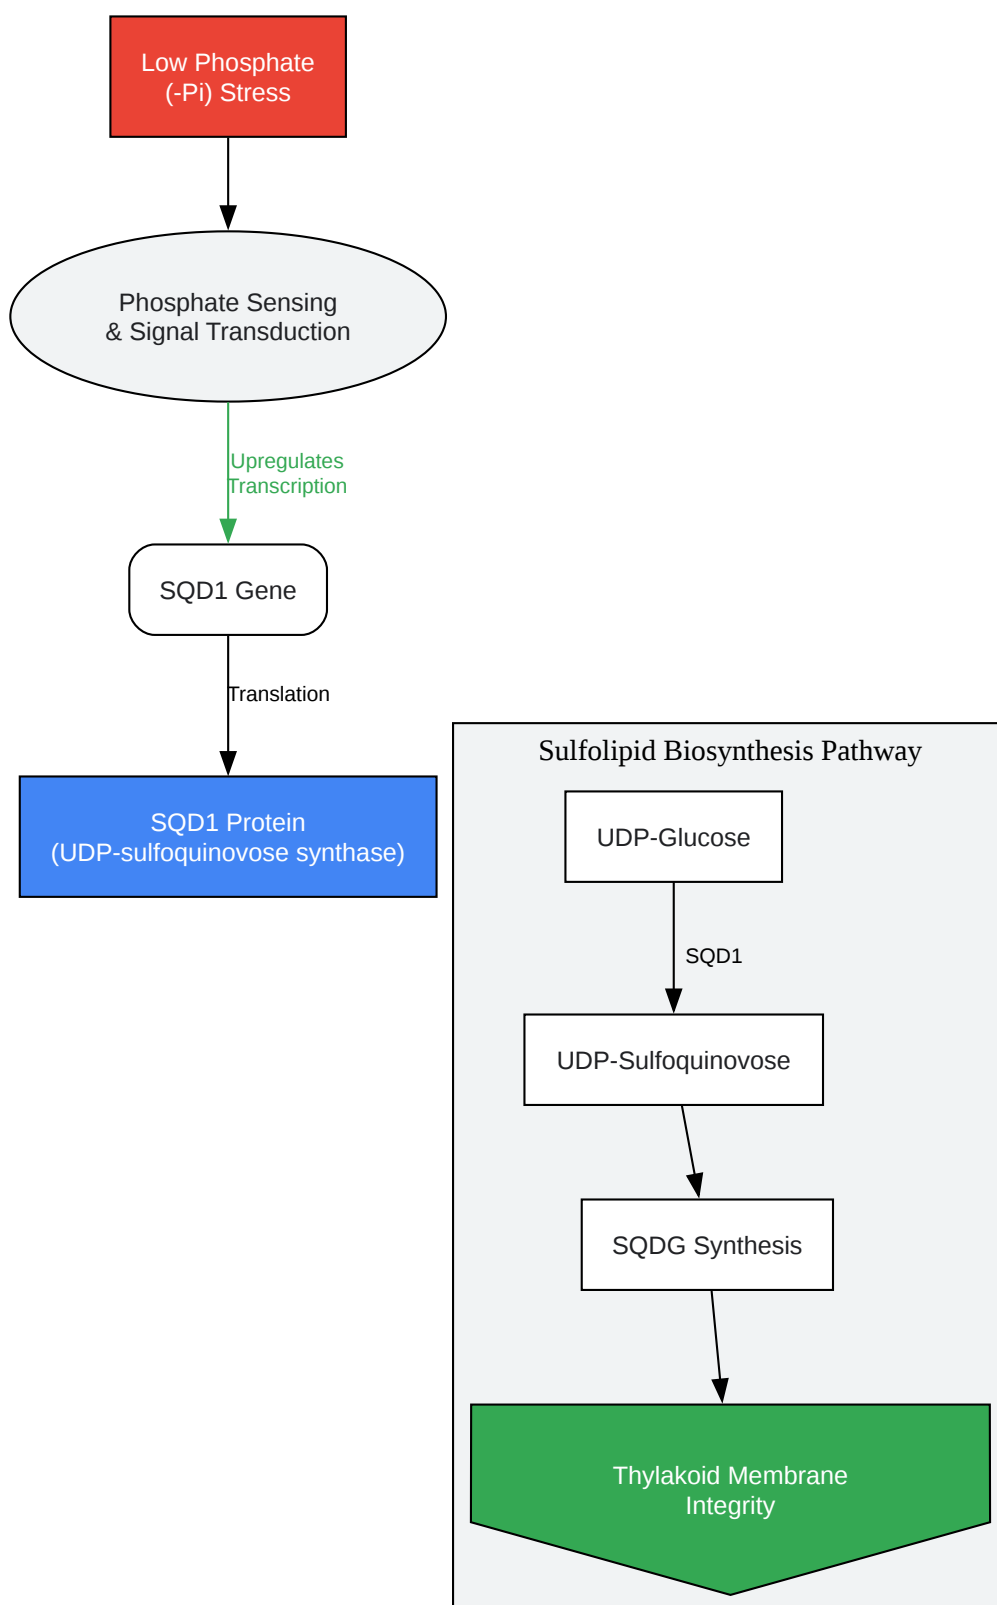 Low Phosphate
(-Pi) Stress
Phosphate Sensing
& Signal Transduction
Upregulates
Transcription
SQD1 Gene
Translation
SQD1 Protein
(UDP-sulfoquinovose synthase)
Sulfolipid Biosynthesis Pathway
UDP-Glucose
SQD1
UDP-Sulfoquinovose
SQDG Synthesis
Thylakoid Membrane
Integrity